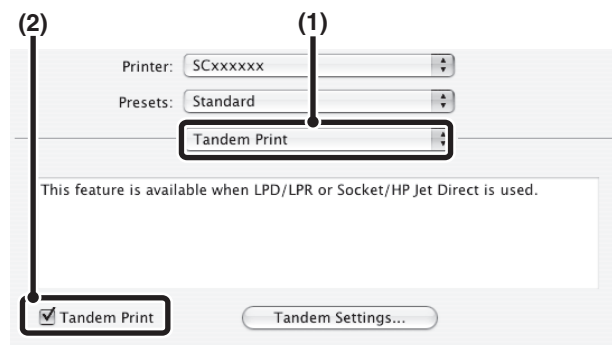 (2) (1)
Printer: SCxxxxxx
Presets: Standard
Tandem Print
This feature is available when LPD/LPR or Socket/HP Jet Direct is used.
Tandem Print Tandem Settings...